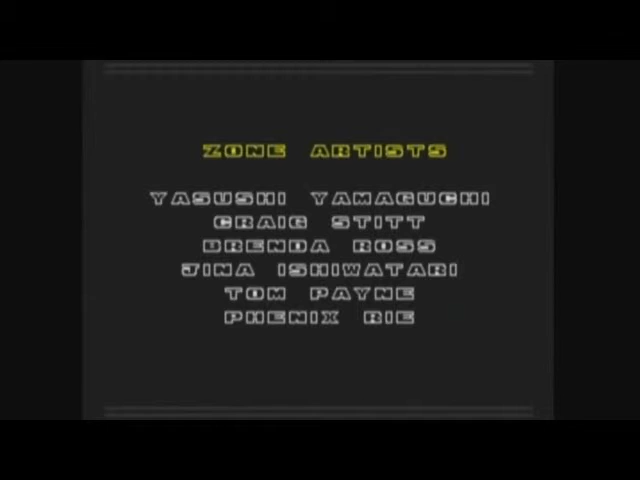 ZONE ARTISTS
YASUSHI YAMAGUCHI
CRAIG STITT
BRENDA ROSS
JINA ISHIWATARI
TOM PAYNE
PHENIX RIE